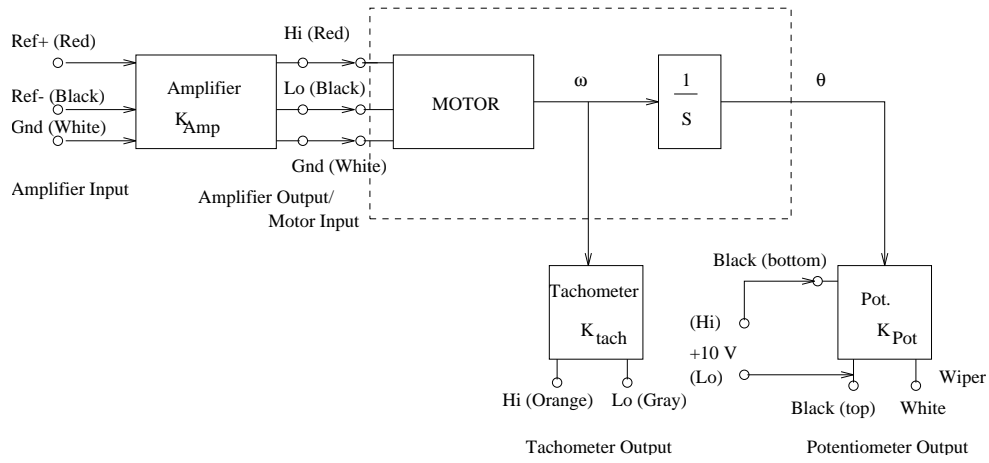 Ref+ (Red)
Hi (Red)
Ref- (Black)
Amplifier
K Amp
Lo (Black)
MOTOR
ω
1
S
θ
Gnd (White)
Gnd (White)
Amplifier Input
Amplifier Output/
Motor Input
Black (bottom)
Tachometer
K tach
Pot.
K Pot
(Hi)
+10 V
(Lo)
Wiper
Hi (Orange)
Lo (Gray)
Black (top)
White
Tachometer Output
Potentiometer Output